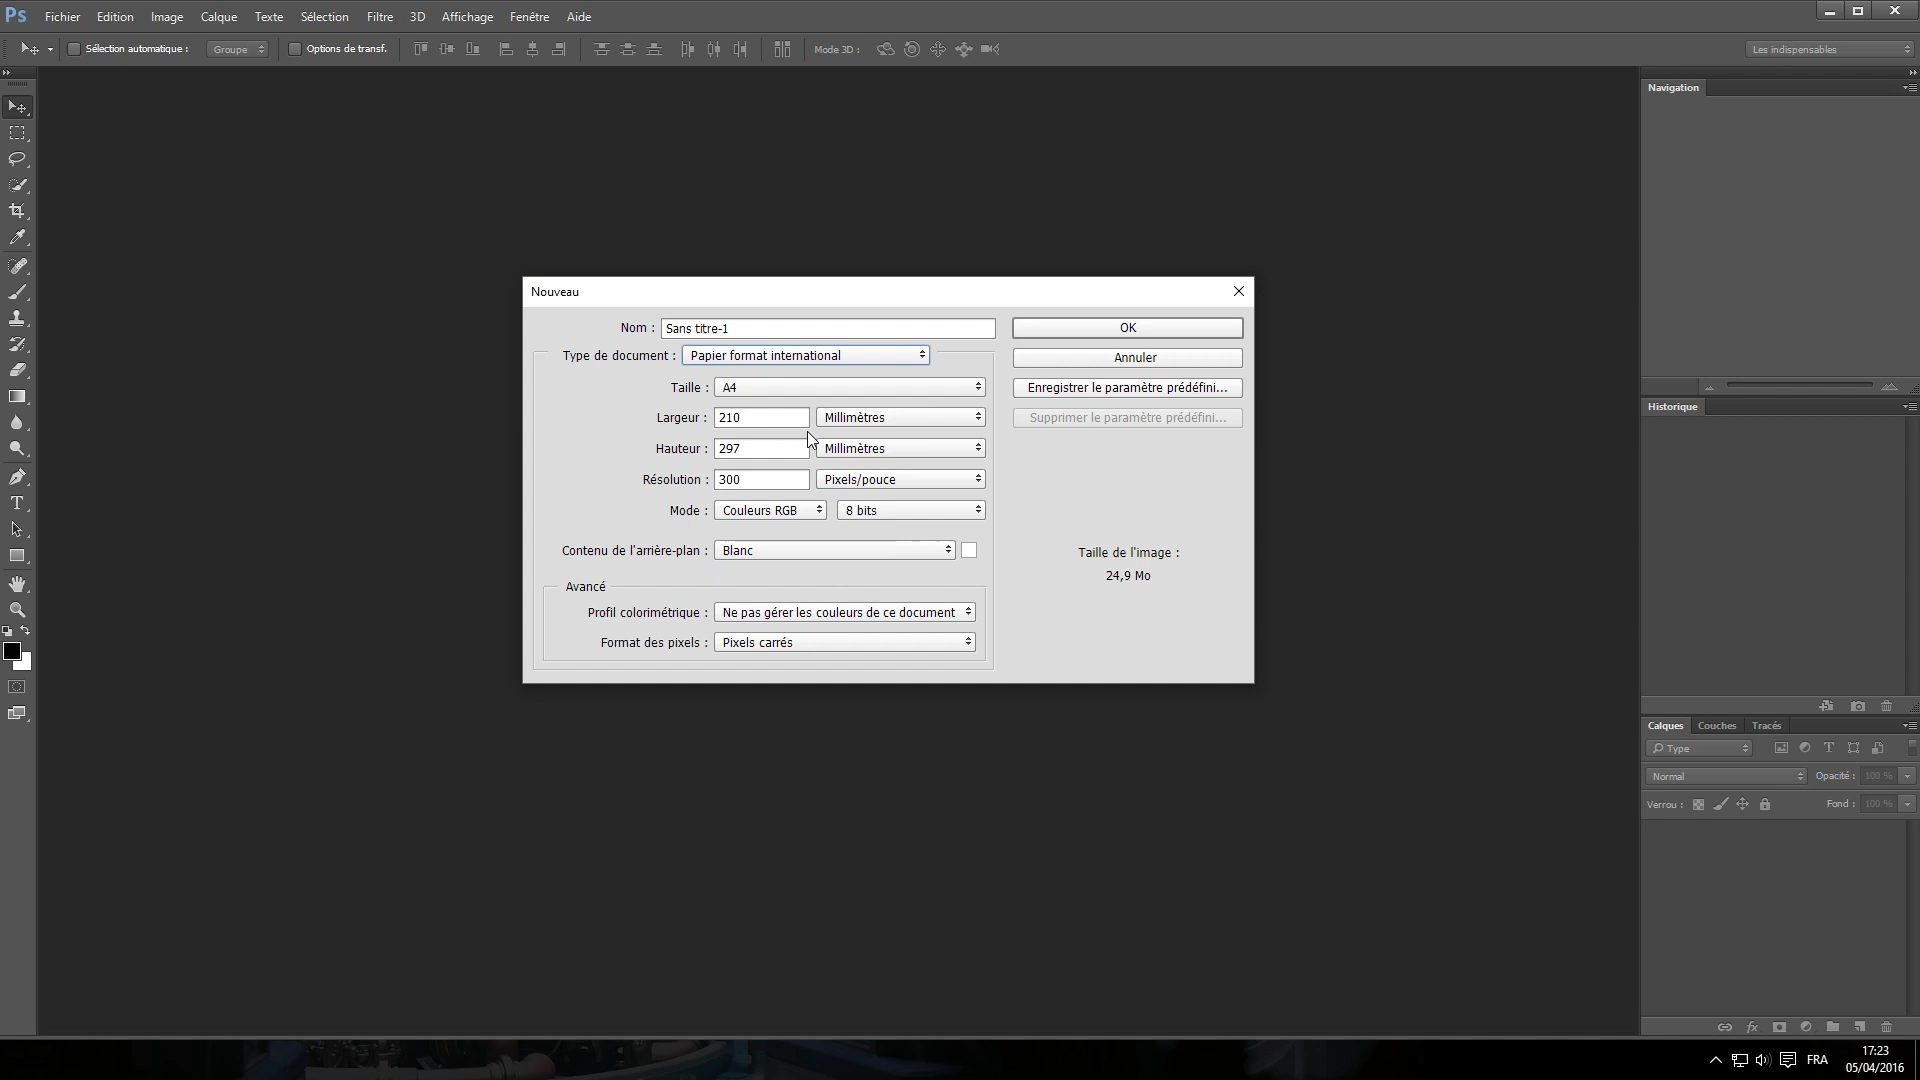 Ps Fichier Edition Image Calque Texte Sélection Filtre 3D Affichage Fenêtre Aide
Sélection automatique : Groupe Options de transf. Mode 3D : Les indispensables
Navigation
Nouveau
Nom : Sans titre-1 OK
Type de document : Papier format international Annuler
Taille : A4 Enregistrer le paramètre prédéfini...
Largeur : 210 Millimètres Supprimer le paramètre prédéfini...
Historique
Hauteur : 297 Millimètres
Résolution : 300 Pixels/pouce
Mode : Couleurs RGB 8 bits
Contenu de l'arrière-plan : Blanc
Taille de l'image :
24,9 Mo
Avancé
Profil colorimétrique : Ne pas gérer les couleurs de ce document
Format des pixels : Pixels carrés
Calques Couches Tracés
Type
Normal Opacité : 100 %
Verrou : Fond : 100 %
fx
FRA
17:23
05/04/2016